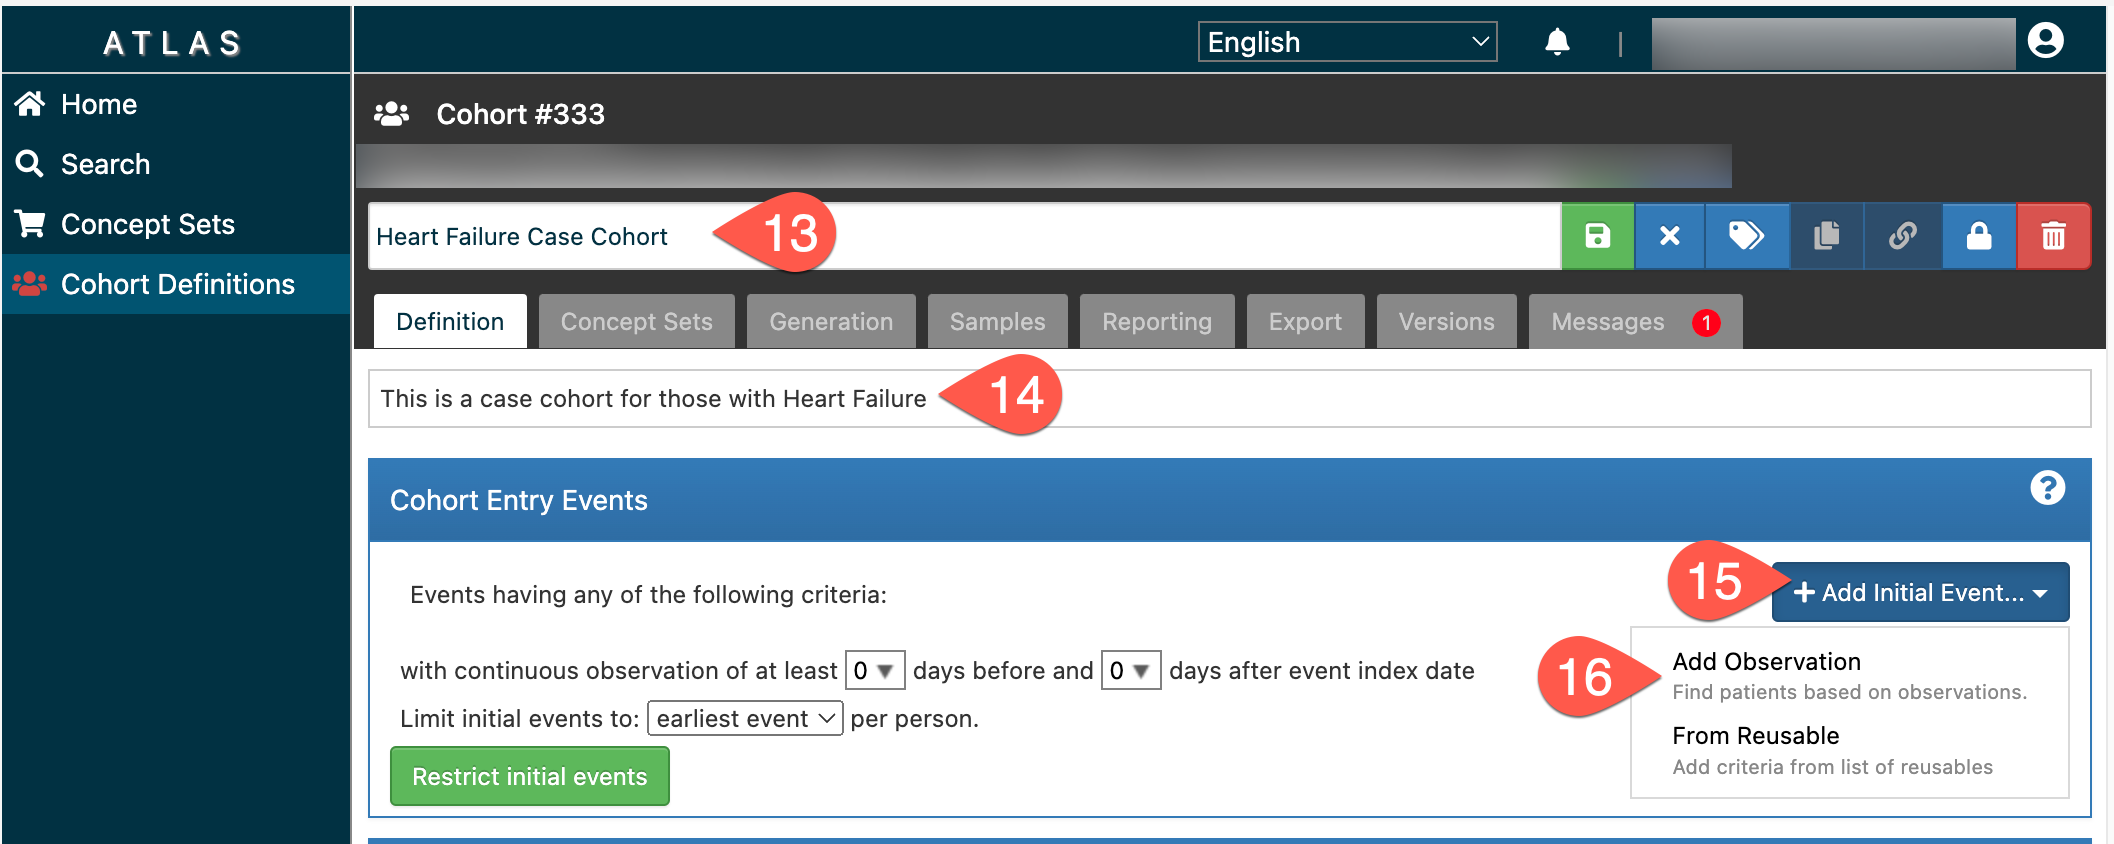 ATLAS
English
|
Home
Search
Concept Sets
Cohort Definitions
Cohort #333
Heart Failure Case Cohort
13
Definition
Concept Sets
Generation
Samples
Reporting
Export
Versions
Messages 1
This is a case cohort for those with Heart Failure
14
Cohort Entry Events
?
Events having any of the following criteria:
15
+ Add Initial Event...
16
Add Observation
Find patients based on observations.
From Reusable
Add criteria from list of reusables
with continuous observation of at least 0 days before and 0 days after event index date
Limit initial events to: earliest event per person.
Restrict initial events